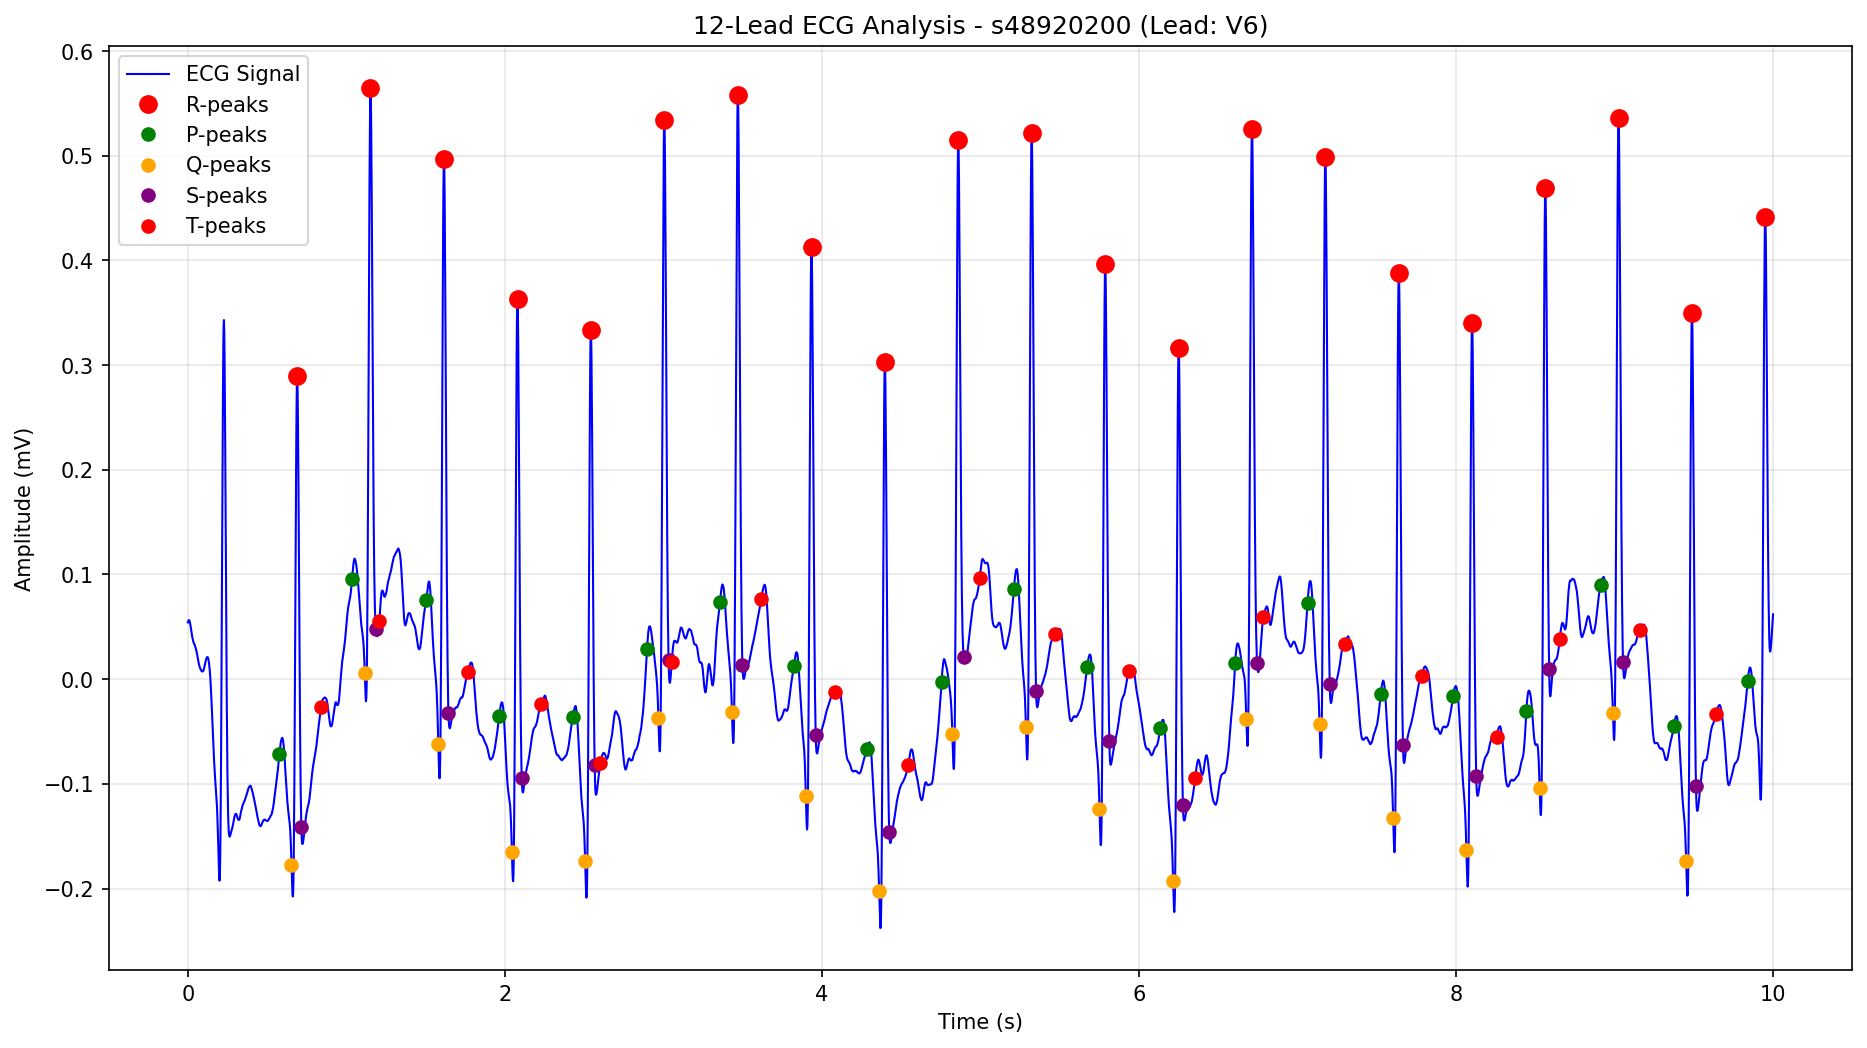 12-Lead ECG Analysis - s48920200 (Lead: V6)
ECG Signal
R-peaks
P-peaks
Q-peaks
S-peaks
T-peaks
Amplitude (mV)
0.6
0.5
0.4
0.3
0.2
0.1
0.0
−0.1
−0.2
0 2 4 6 8 10
Time (s)